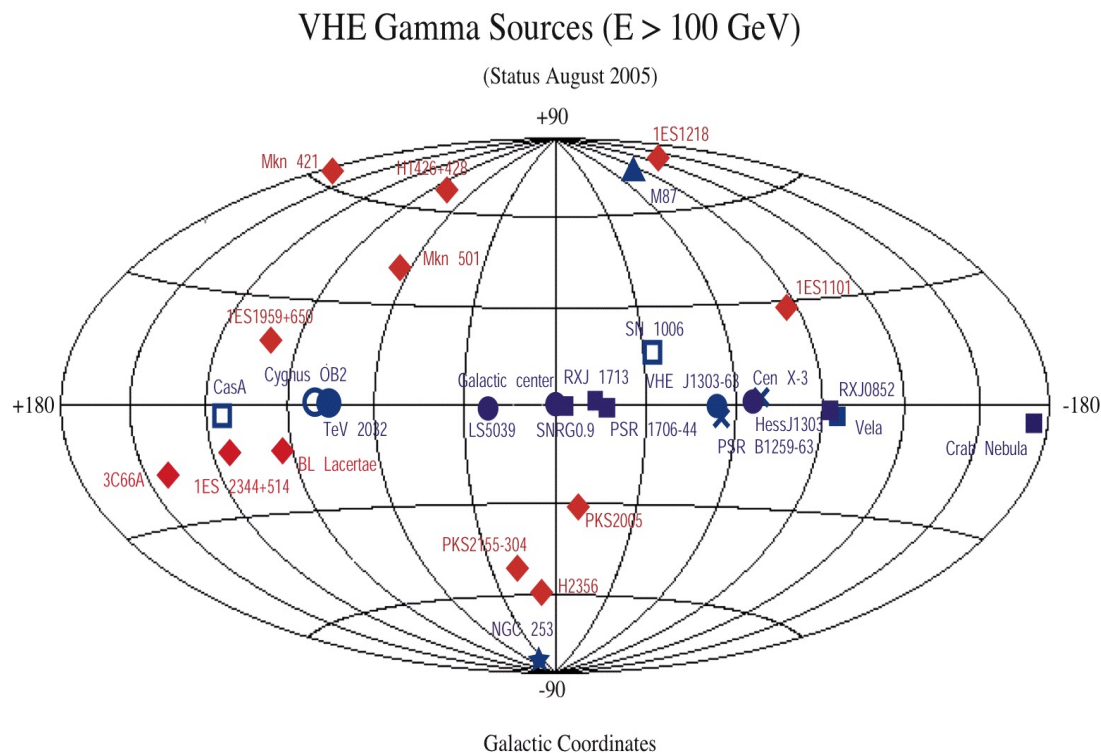 VHE Gamma Sources (E > 100 GeV)
(Status August 2005)
+90
1ES1218
Mkn 421
H1426+428
M87
Mkn 501
1ES1101
1ES1959+650
SN 1006
Cygnus OB2
CasA
Galactic center
RXJ 1713
VHE J1303-63
Cen X-3
RXJ0852
+180
-180
TeV 2032
LS5039
SNRG0.9
PSR 1706-44
HessJ1303
Vela
PSR B1259-63
Crab Nebula
BL Lacertae
3C66A
1ES 2344+514
PKS2005
PKS2155-304
H2356
NGC 253
-90
Galactic Coordinates